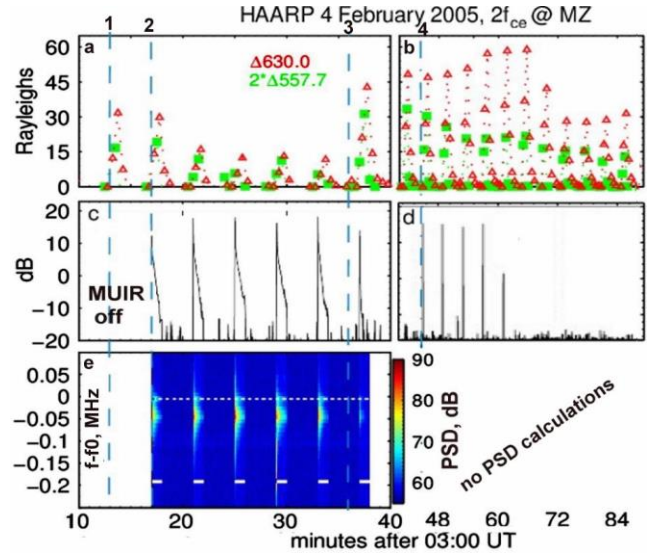 HAARP 4 February 2005, 2fce @ MZ
1 2 3 4
a b
Δ630.0
2*Δ557.7
Rayleighs
60
45
30
15
0
c d
dB
20
10
0
-10
-20
MUIR
off
e
f-f0, MHz
0.05
0
-0.05
-0.1
-0.15
-0.2
90
80
70
60
PSD, dB
no PSD calculations
10 20 30 40 48 60 72 84
minutes after 03:00 UT